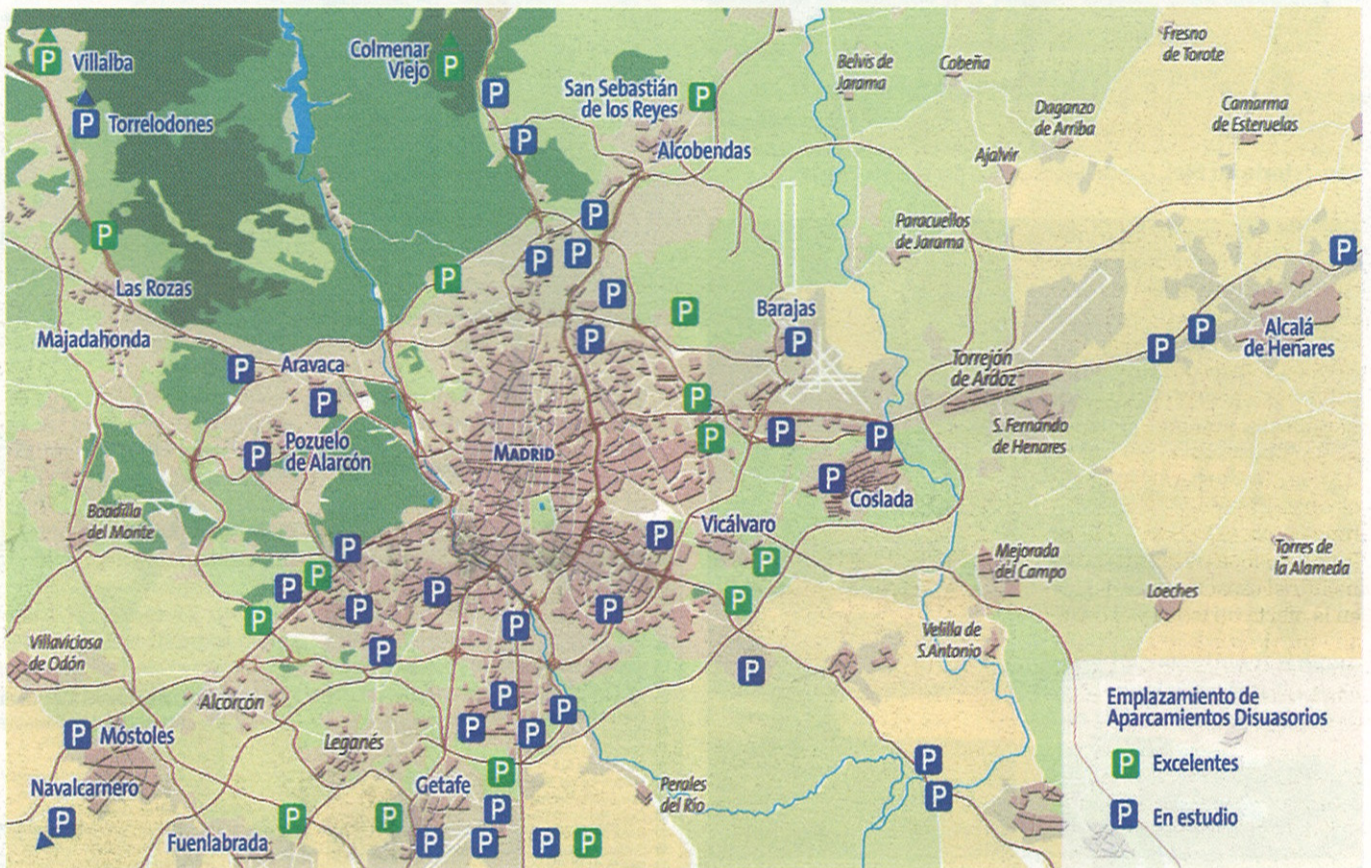 P Villalba
Colmenar
Viejo P
P
P Torrelodones
P
San Sebastián
de los Reyes P
Alcobendas
Belvis de
Jarama
Cobeña
Fresno
de Torote
Daganzo
de Arriba
Camarma
de Esteruelas
Ajalvir
P
P
Las Rozas
P
P
P
P
P
P
P
Paracuellos
de Jarama
P
Barajas
P
Majadahonda
P
Aravaca
P
P
Pozuelo
de Alarcón
MADRID
P
P
P
P
P
Coslada
Torrejón
de Ardoz
S. Fernando
de Henares
P
P
Alcalá
de Henares
Boadilla
del Monte
P
P
P
P
P
P
P
P
P
P
Vicálvaro
P
P
P
Mejorada
del Campo
Loeches
Torres de
la Alameda
Velilla de
S.Antonio
Villaviciosa
de Odón
Alcorcón
P Móstoles
Leganés
P
P
P
P
P
Navalcarnero
P
Fuenlabrada
P
P
Getafe
P
P
P
P
P
P
Perales
del Río
P
P
Emplazamiento de
Aparcamientos Disuasorios
P Excelentes
P En estudio